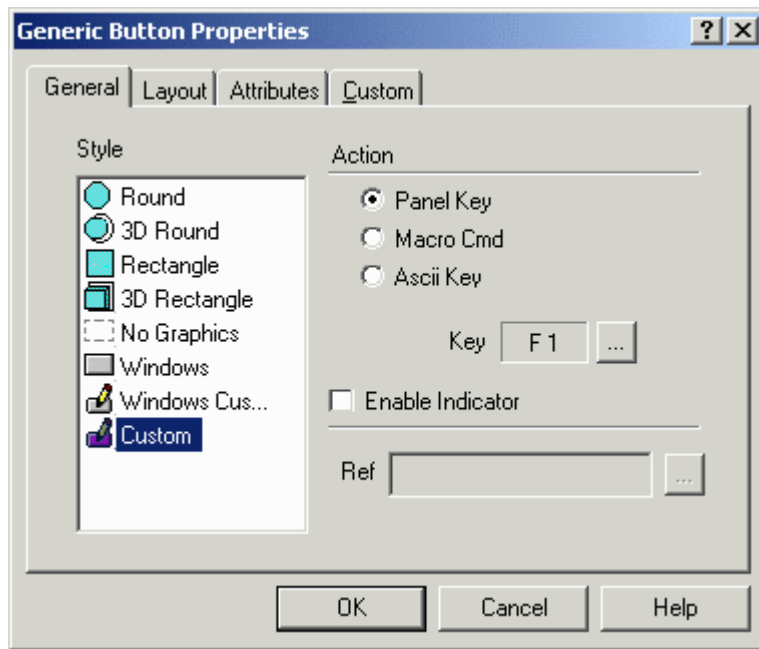 Generic Button Properties
?
General Layout Attributes Custom
Style
Round
3D Round
Rectangle
3D Rectangle
No Graphics
Windows
Windows Cus...
Custom
Action
Panel Key
Macro Cmd
Ascii Key
Key F 1 ...
Enable Indicator
Ref ...
OK Cancel Help